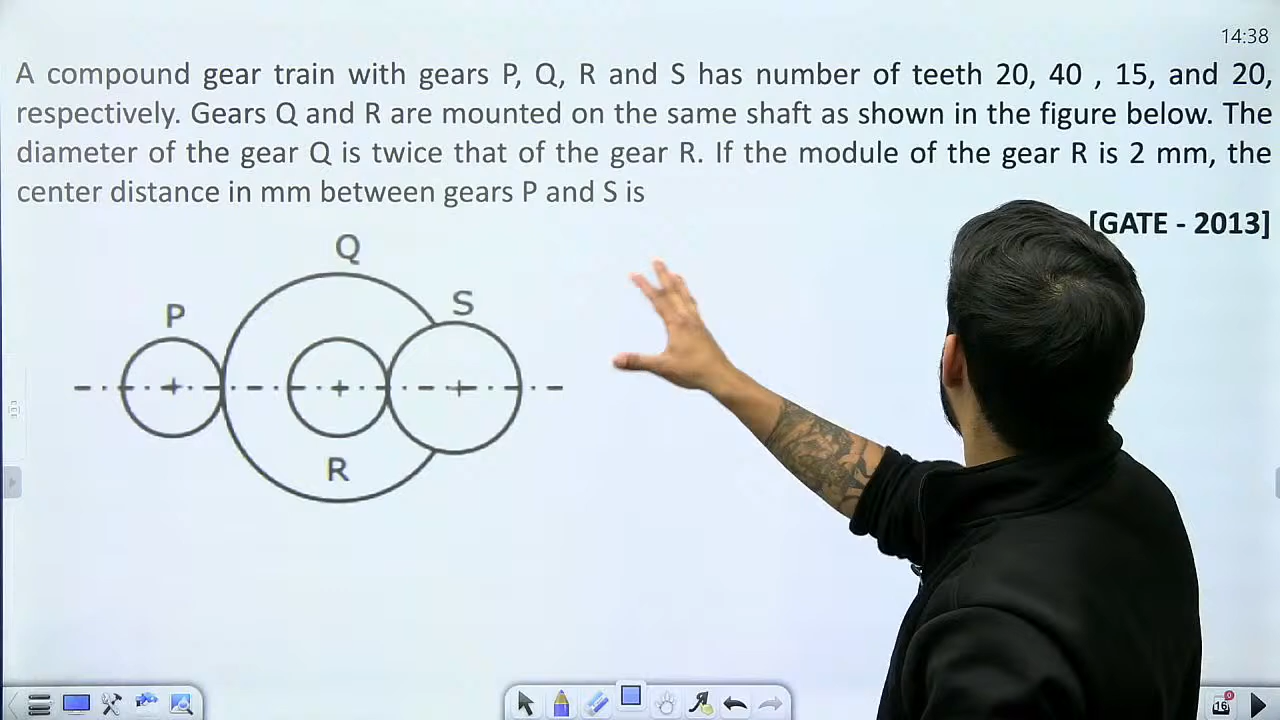 14:38
A compound gear train with gears P, Q, R and S has number of teeth 20, 40 , 15, and 20,
respectively. Gears Q and R are mounted on the same shaft as shown in the figure below. The
diameter of the gear Q is twice that of the gear R. If the module of the gear R is 2 mm, the
center distance in mm between gears P and S is
[GATE - 2013]
Q
P
S
R
16
0